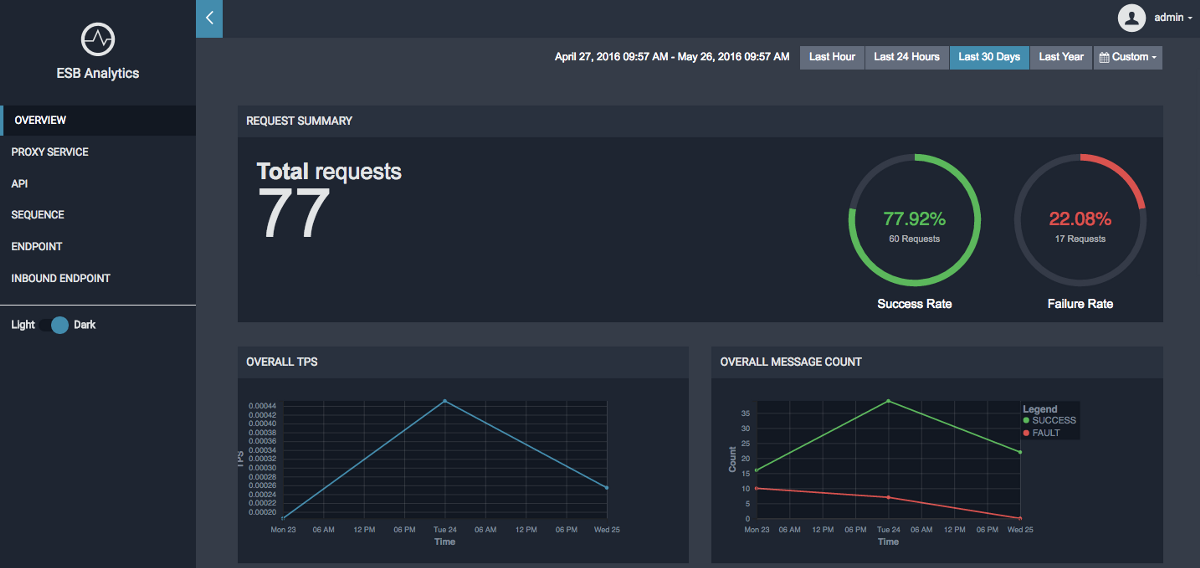 admin
ESB Analytics
April 27, 2016 09:57 AM - May 26, 2016 09:57 AM
Last Hour
Last 24 Hours
Last 30 Days
Last Year
Custom
OVERVIEW
PROXY SERVICE
API
SEQUENCE
ENDPOINT
INBOUND ENDPOINT
Light
Dark
REQUEST SUMMARY
Total requests
77
77.92%
60 Requests
Success Rate
22.08%
17 Requests
Failure Rate
OVERALL TPS
0.00044
0.00042
0.00040
0.00038
0.00036
0.00034
0.00032
0.00030
0.00028
0.00026
0.00024
0.00022
0.00020
TPS
Mon 23 06 AM 12 PM 06 PM Tue 24 06 AM 12 PM 06 PM Wed 25
Time
OVERALL MESSAGE COUNT
35
30
25
20
15
10
5
0
Count
Mon 23 06 AM 12 PM 06 PM Tue 24 06 AM 12 PM 06 PM Wed 25
Time
Legend
SUCCESS
FAULT